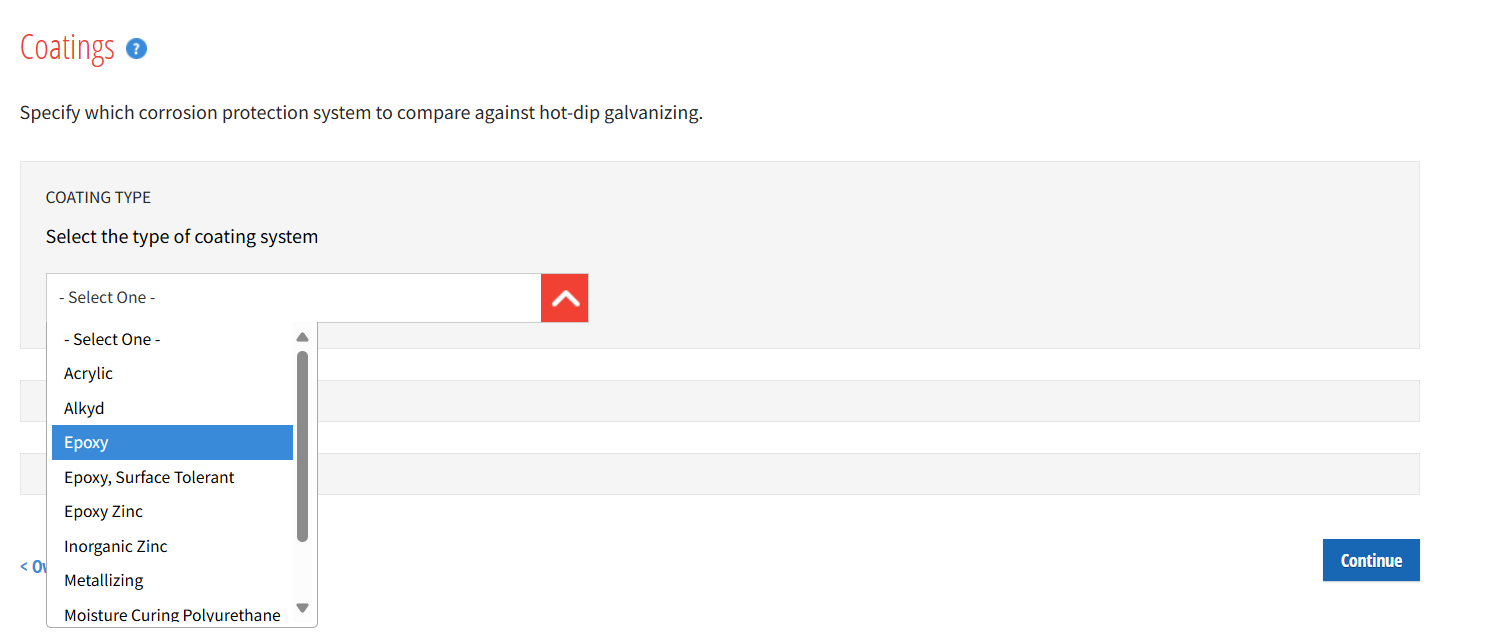 Coatings ?
Specify which corrosion protection system to compare against hot-dip galvanizing.
COATING TYPE
Select the type of coating system
- Select One -
- Select One -
Acrylic
Alkyd
Epoxy
Epoxy, Surface Tolerant
Epoxy Zinc
Inorganic Zinc
Metallizing
Moisture Curing Polyurethane
<
Continue